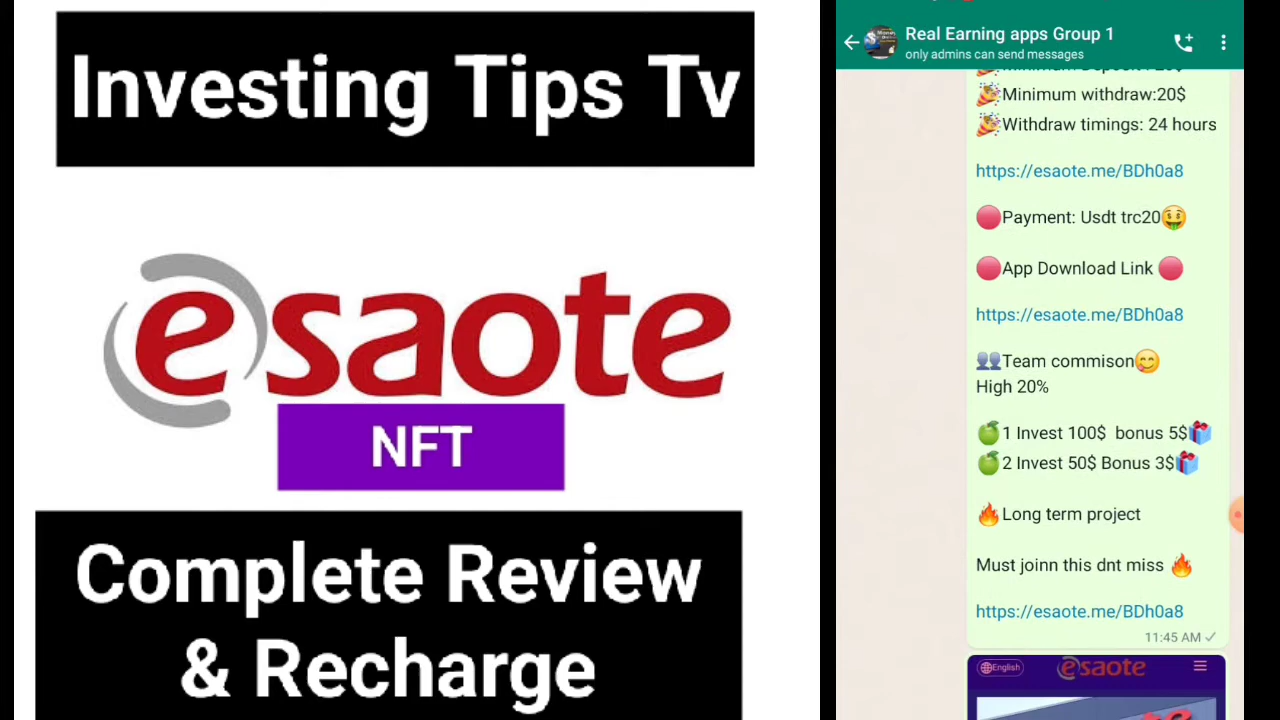 Investing Tips Tv
esaote
NFT
Complete Review
& Recharge
Real Earning apps Group 1
only admins can send messages
Minimum withdraw:20$
Withdraw timings: 24 hours
https://esaote.me/BDh0a8
Payment: Usdt trc20
App Download Link
https://esaote.me/BDh0a8
Team commison
High 20%
1 Invest 100$ bonus 5$
2 Invest 50$ Bonus 3$
Long term project
Must joinn this dnt miss
https://esaote.me/BDh0a8
11:45 AM
English
esaote